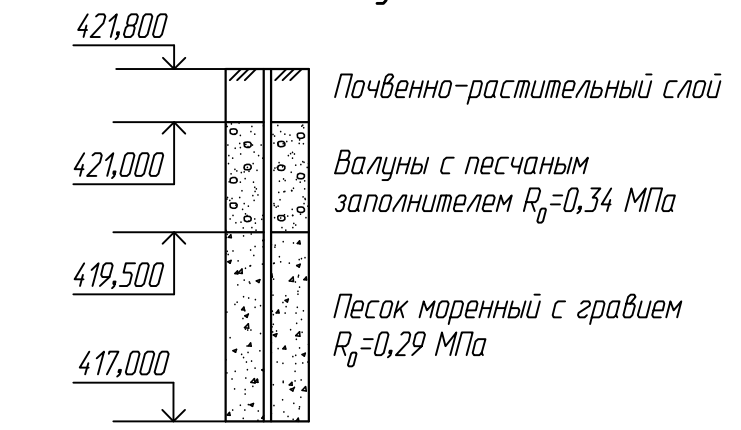 421,800
Почвенно-растительный слой
421,000
Валуны с песчаным
заполнителем R0=0,34 МПа
419,500
Песок моренный с гравием
R0=0,29 МПа
417,000